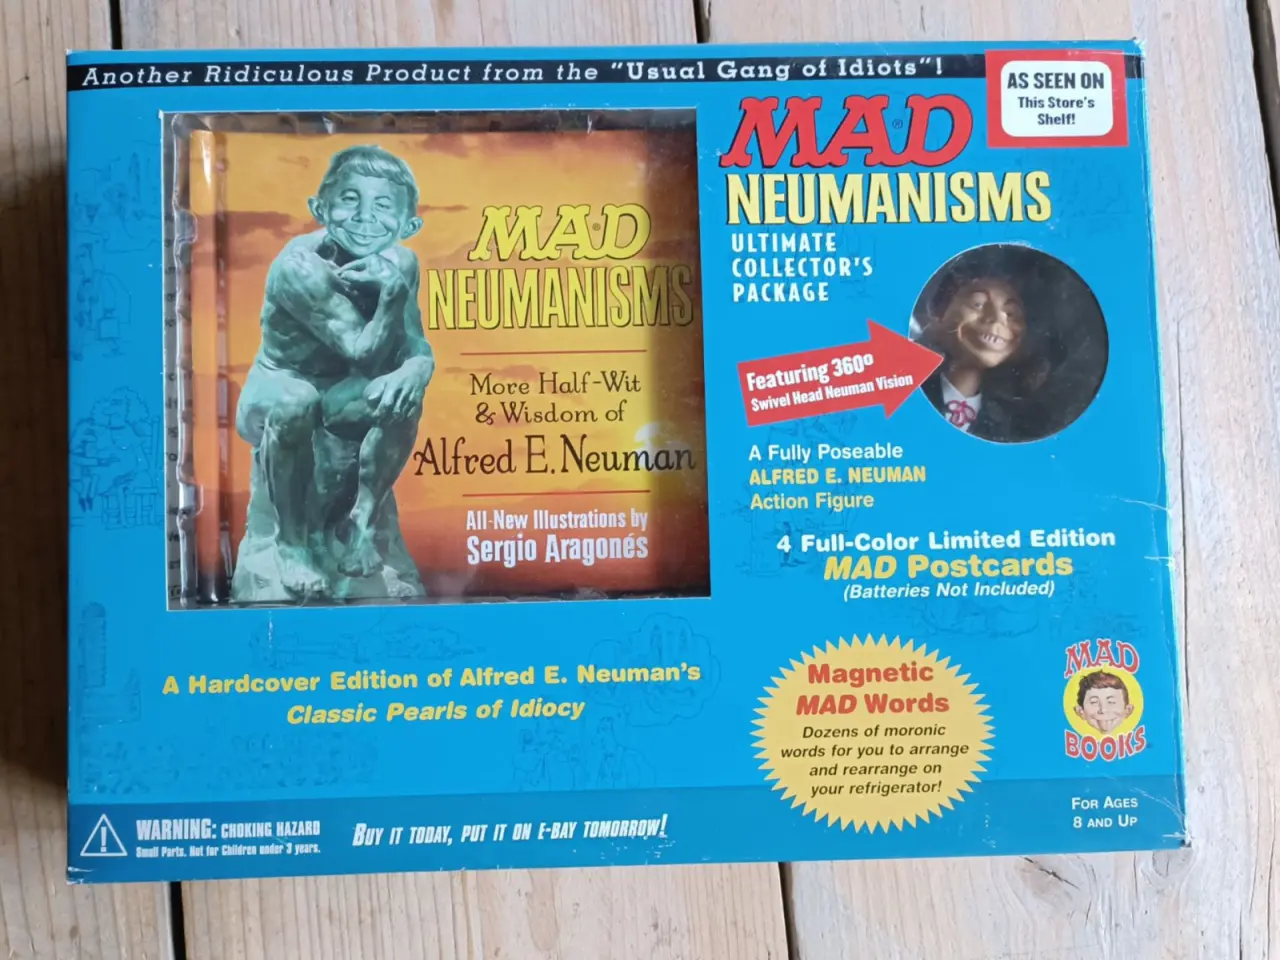 Another Ridiculous Product from the "Usual Gang of Idiots"!
AS SEEN ON
This Store's
Shelf!
MAD
NEUMANISMS
ULTIMATE
COLLECTOR'S
PACKAGE
MAD
NEUMANISMS
More Half-Wit
& Wisdom of
Alfred E. Neuman
All-New Illustrations by
Sergio Aragonés
Featuring 360º
Swivel Head Neuman Vision
A Fully Poseable
ALFRED E. NEUMAN
Action Figure
4 Full-Color Limited Edition
MAD Postcards
(Batteries Not Included)
A Hardcover Edition of Alfred E. Neuman's
Classic Pearls of Idiocy
Magnetic
MAD Words
Dozens of moronic
words for you to arrange
and rearrange on
your refrigerator!
MAD
BOOKS
WARNING: CHOKING HAZARD
Small Parts. Not for Children under 3 years.
BUY IT TODAY, PUT IT ON E-BAY TOMORROW!
FOR AGES
8 AND UP